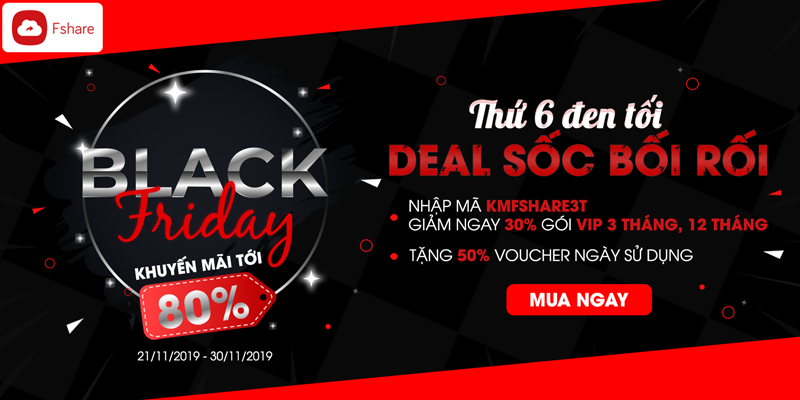 Fshare
BLACK
Friday
KHUYẾN MÃI TỚI
80%
21/11/2019 - 30/11/2019
Thứ 6 đen tối
DEAL SỐC BỐI RỐI
NHẬP MÃ KMFSHARE3T
GIẢM NGAY 30% GÓI VIP 3 THÁNG, 12 THÁNG
TẶNG 50% VOUCHER NGÀY SỬ DỤNG
MUA NGAY